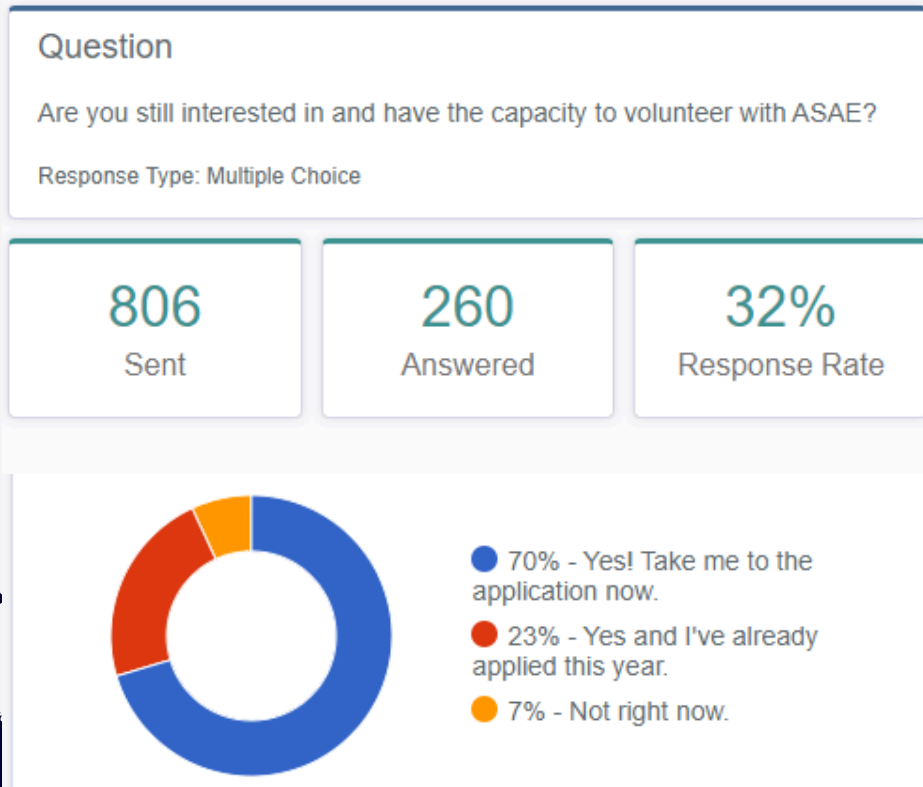 Question
Are you still interested in and have the capacity to volunteer with ASAE?
Response Type: Multiple Choice
806
Sent
260
Answered
32%
Response Rate
70% - Yes! Take me to the
application now.
23% - Yes and I've already
applied this year.
7% - Not right now.